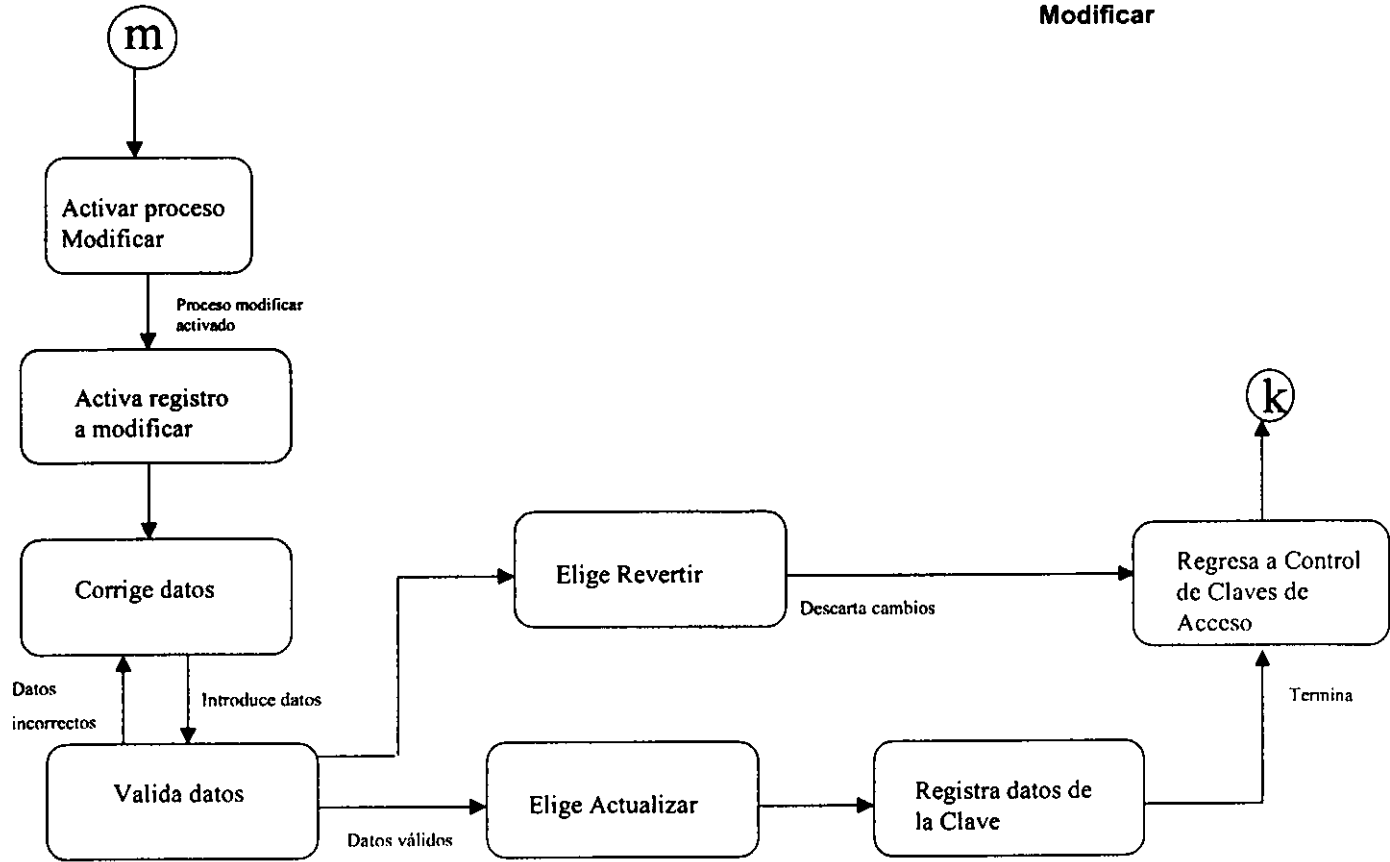 Modificar
m
Activar proceso
Modificar
Proceso modificar
activado
Activa registro
a modificar
k
Corrige datos
Elige Revertir
Descarta cambios
Regresa a Control
de Claves de
Acceso
Datos
incorrectos
Introduce datos
Termina
Valida datos
Datos válidos
Elige Actualizar
Registra datos de
la Clave